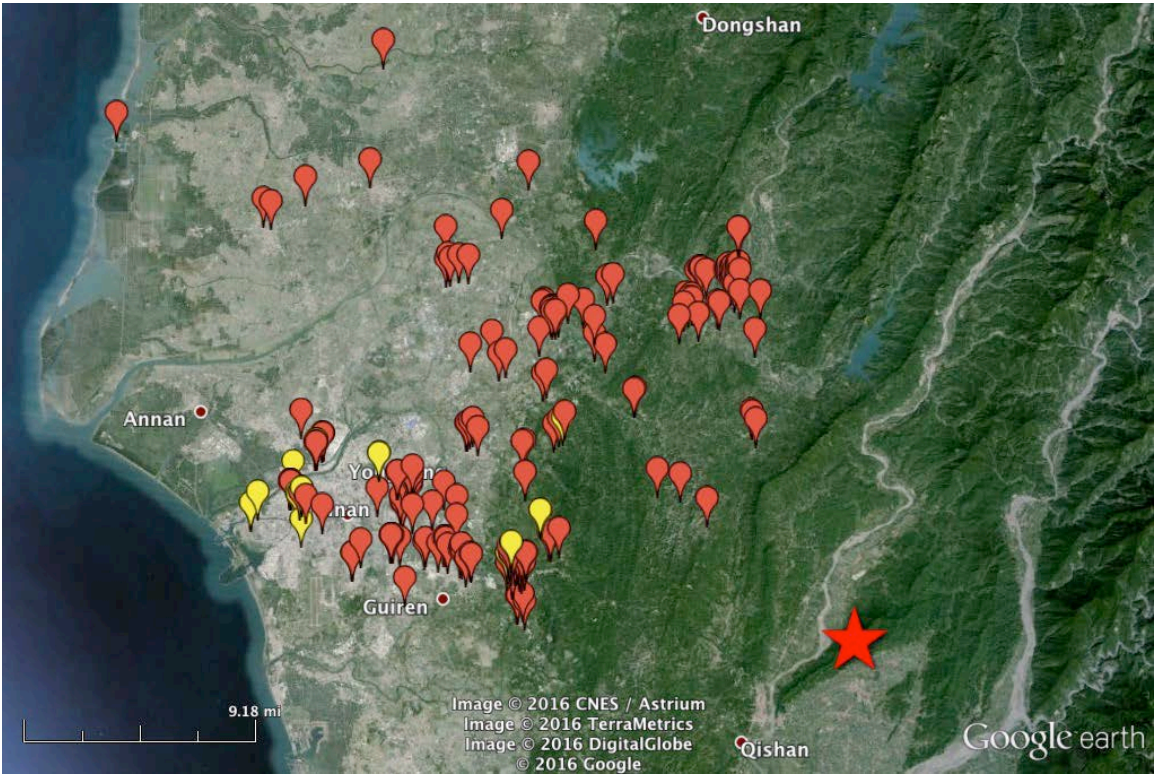 Dongshan
Annan
Guiren
9.18 mi
Image © 2016 CNES / Astrium
Image © 2016 TerraMetrics
Image © 2016 DigitalGlobe
© 2016 Google
Google earth
Qishan